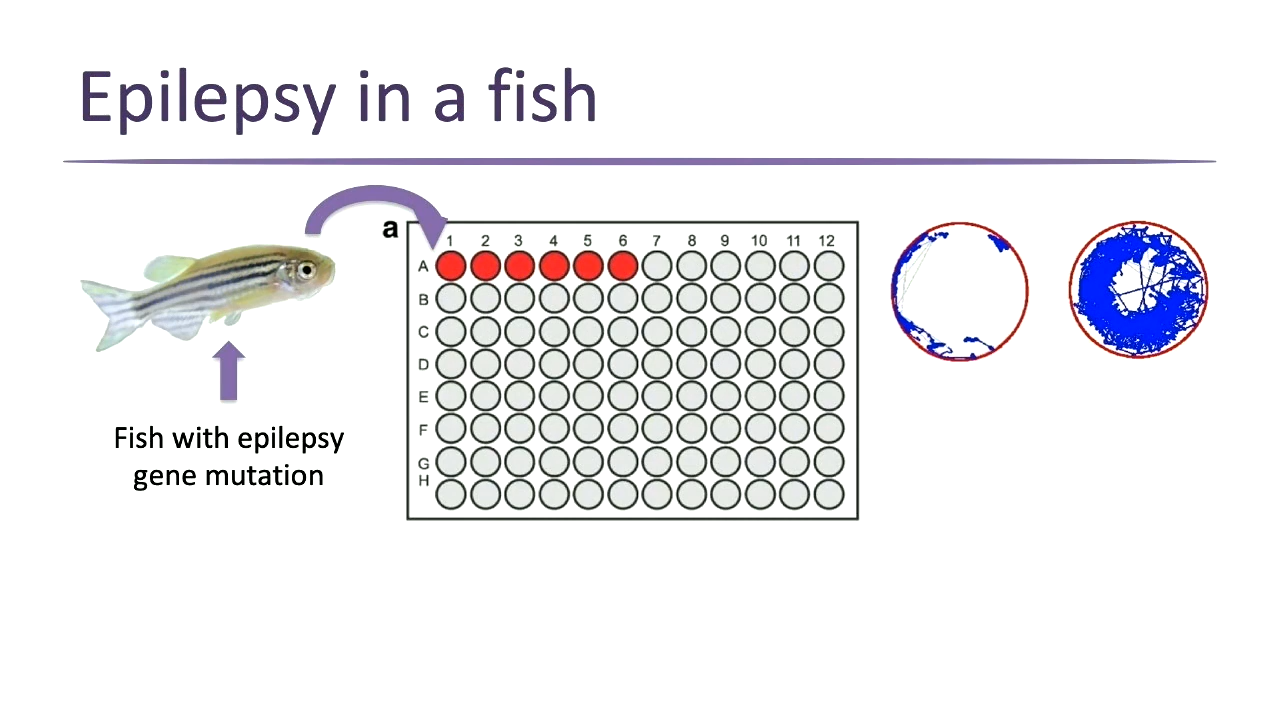 Epilepsy in a fish
a
1 2 3 4 5 6 7 8 9 10 11 12
A
B
C
D
E
F
G
H
Fish with epilepsy
gene mutation